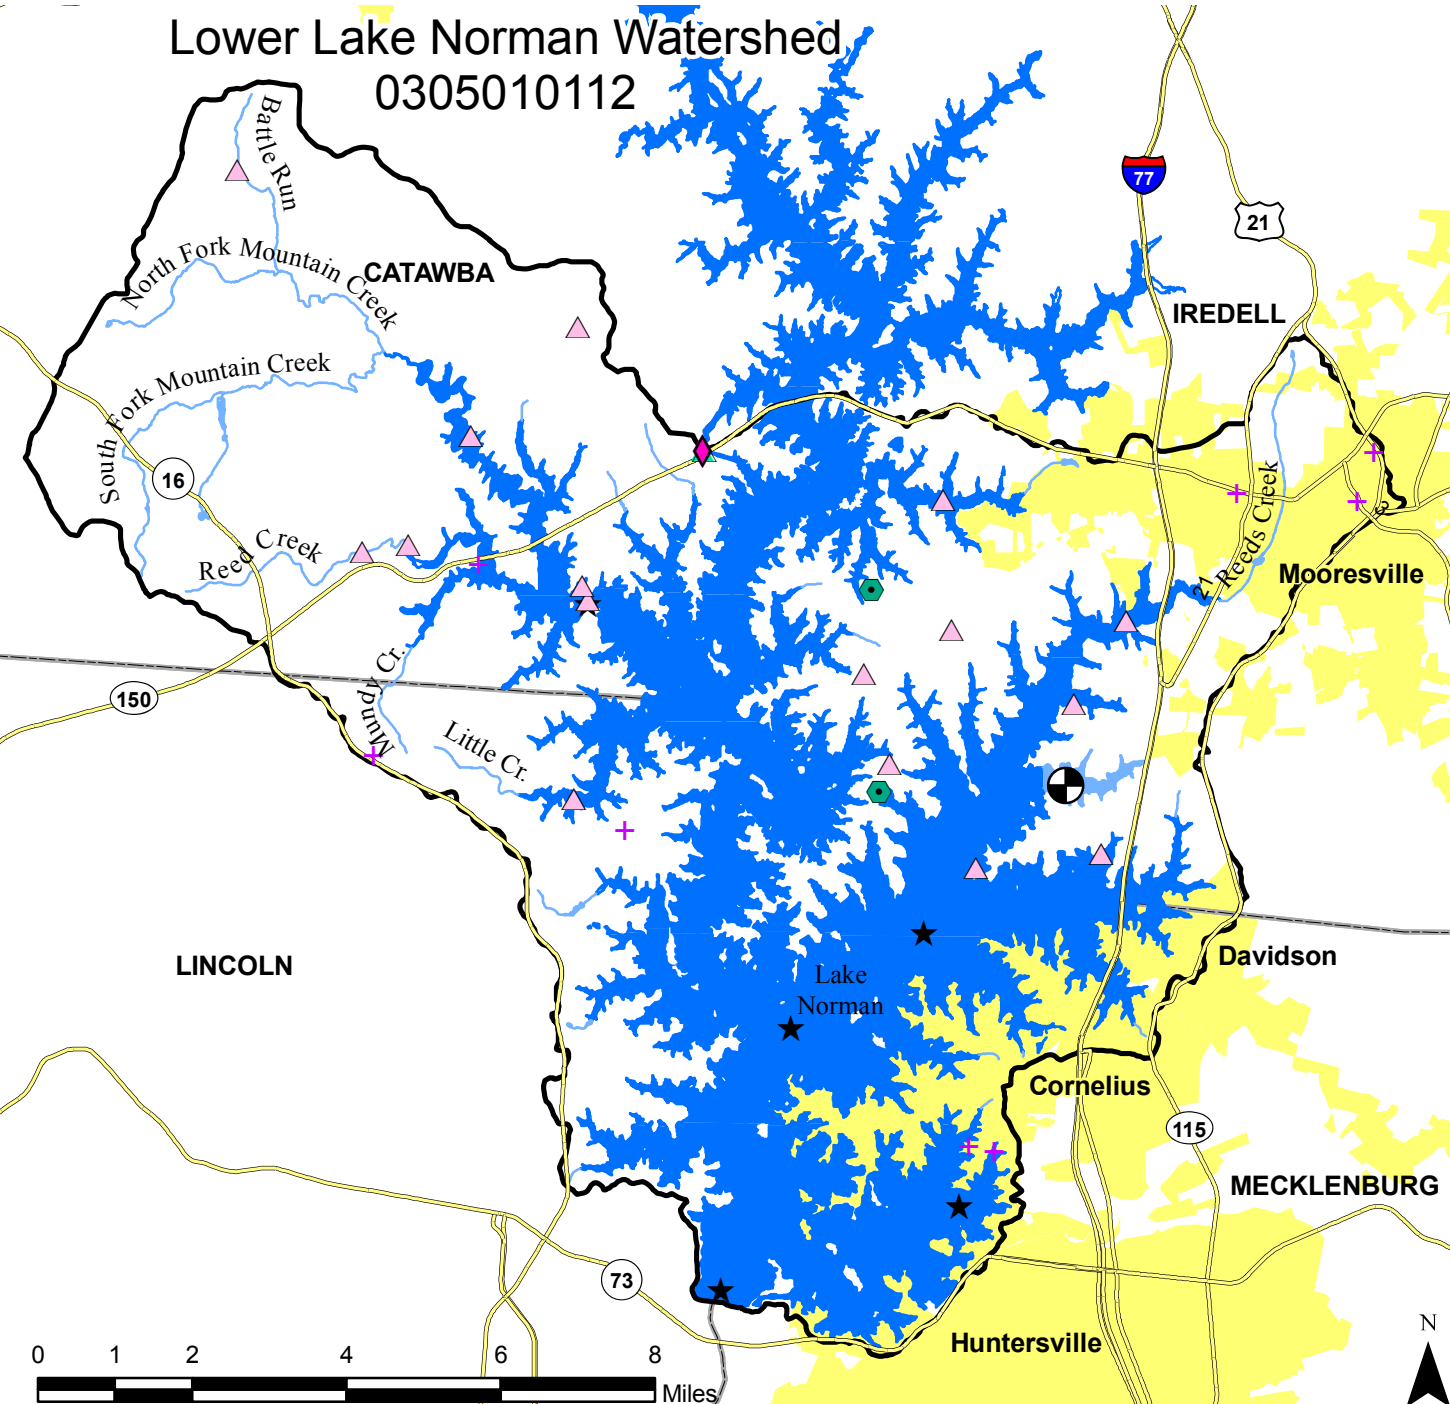 Lower Lake Norman Watershed
0305010112
Battle Run
77
21
North Fork Mountain Creek
CATAWBA
IREDELL
South Fork Mountain Creek
16
Reed Creek
Reeds Creek
21
3
Mooresville
150
Mundy Cr.
Little Cr.
LINCOLN
Davidson
Lake
Norman
Cornelius
115
MECKLENBURG
73
Huntersville
N
0 1 2 4 6 8
Miles